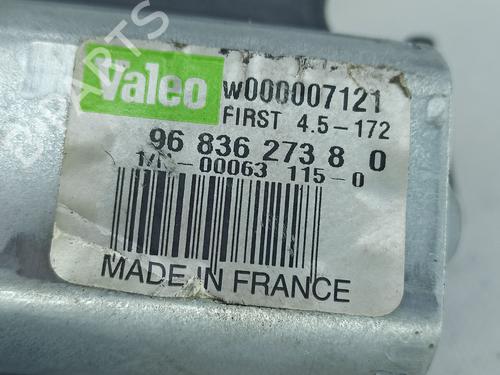 Valeo
W000007121
FIRST 4.5-172
96 836 273 8 0
00063 115-0
MADE IN FRANCE